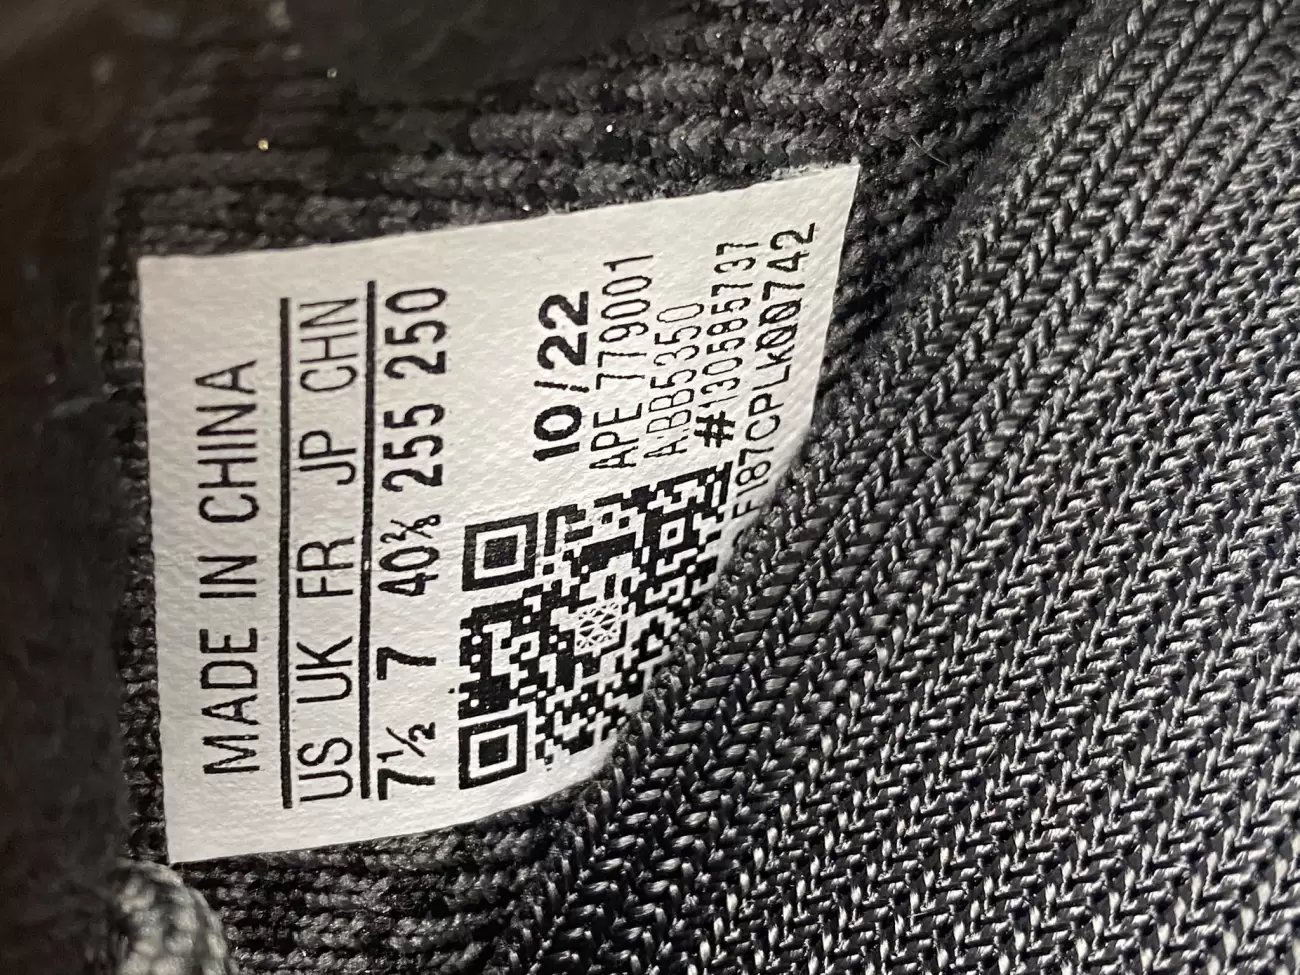 MADE IN CHINA
US UK FR JP CHN
7½ 7 40⅔ 255 250
10/22
APE 779001
#130585737
F187CPLK00742